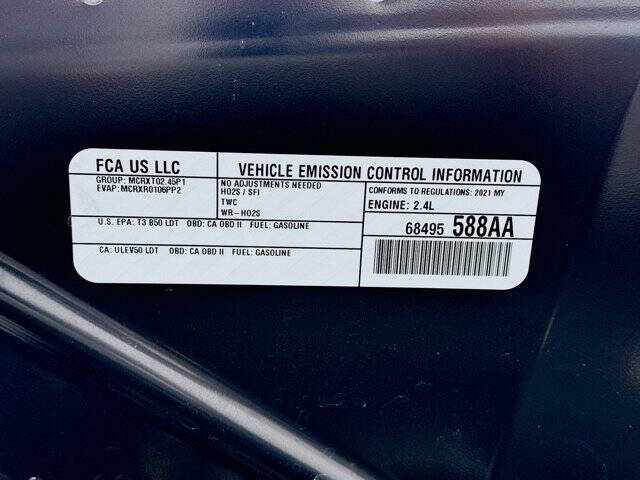 FCA US LLC
GROUP: MCRXT02.45P1
EVAP: MCRXR0106PP2
VEHICLE EMISSION CONTROL INFORMATION
NO ADJUSTMENTS NEEDED
HO2S / SFI
TWC
WR-HO2S
CONFORMS TO REGULATIONS: 2021 MY
ENGINE: 2.4L
U.S. EPA: T3 B50 LDT OBD: CA OBD II FUEL: GASOLINE
68495 588AA
CA: ULEV50 LDT OBD: CA OBD II FUEL: GASOLINE